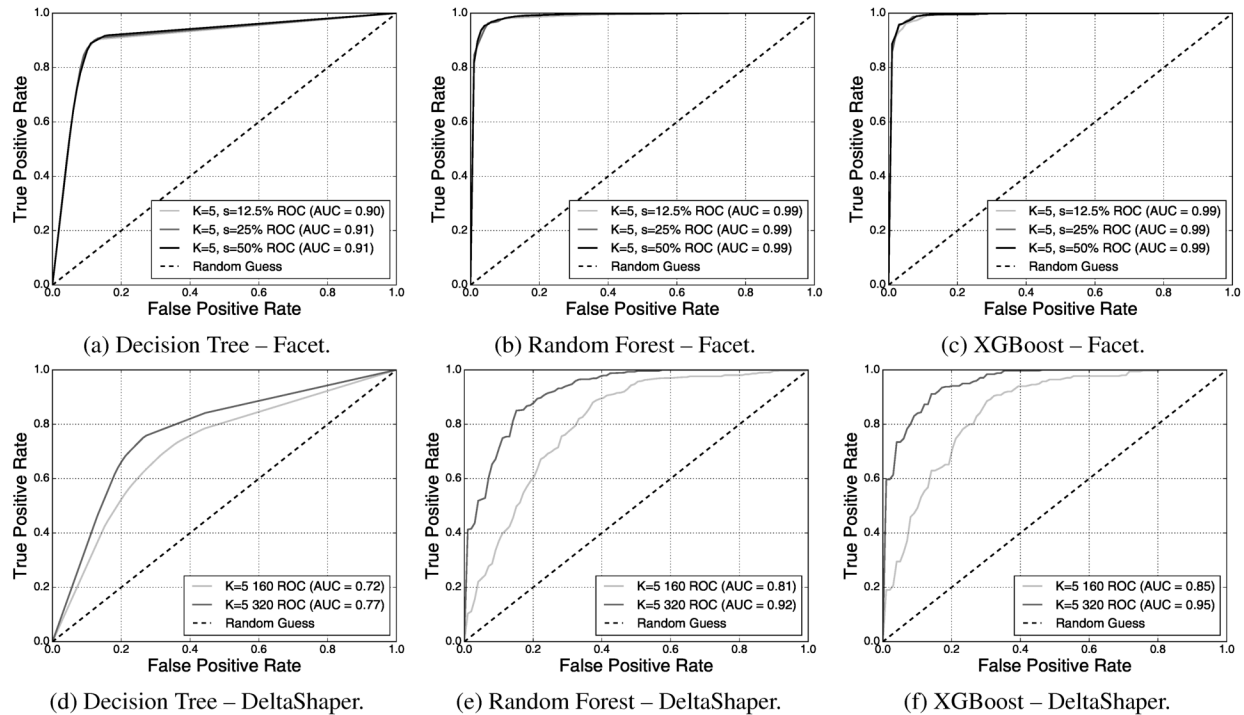 True Positive Rate
1.0
0.8
0.6
0.4
0.2
0.0
K=5, s=12.5% ROC (AUC = 0.90)
K=5, s=25% ROC (AUC = 0.91)
K=5, s=50% ROC (AUC = 0.91)
Random Guess
0.0 0.2 0.4 0.6 0.8 1.0
False Positive Rate
(a) Decision Tree – Facet.
True Positive Rate
1.0
0.8
0.6
0.4
0.2
0.0
K=5, s=12.5% ROC (AUC = 0.99)
K=5, s=25% ROC (AUC = 0.99)
K=5, s=50% ROC (AUC = 0.99)
Random Guess
0.0 0.2 0.4 0.6 0.8 1.0
False Positive Rate
(b) Random Forest – Facet.
True Positive Rate
1.0
0.8
0.6
0.4
0.2
0.0
K=5, s=12.5% ROC (AUC = 0.99)
K=5, s=25% ROC (AUC = 0.99)
K=5, s=50% ROC (AUC = 0.99)
Random Guess
0.0 0.2 0.4 0.6 0.8 1.0
False Positive Rate
(c) XGBoost – Facet.
True Positive Rate
1.0
0.8
0.6
0.4
0.2
0.0
K=5 160 ROC (AUC = 0.72)
K=5 320 ROC (AUC = 0.77)
Random Guess
0.0 0.2 0.4 0.6 0.8 1.0
False Positive Rate
(d) Decision Tree – DeltaShaper.
True Positive Rate
1.0
0.8
0.6
0.4
0.2
0.0
K=5 160 ROC (AUC = 0.81)
K=5 320 ROC (AUC = 0.92)
Random Guess
0.0 0.2 0.4 0.6 0.8 1.0
False Positive Rate
(e) Random Forest – DeltaShaper.
True Positive Rate
1.0
0.8
0.6
0.4
0.2
0.0
K=5 160 ROC (AUC = 0.85)
K=5 320 ROC (AUC = 0.95)
Random Guess
0.0 0.2 0.4 0.6 0.8 1.0
False Positive Rate
(f) XGBoost – DeltaShaper.